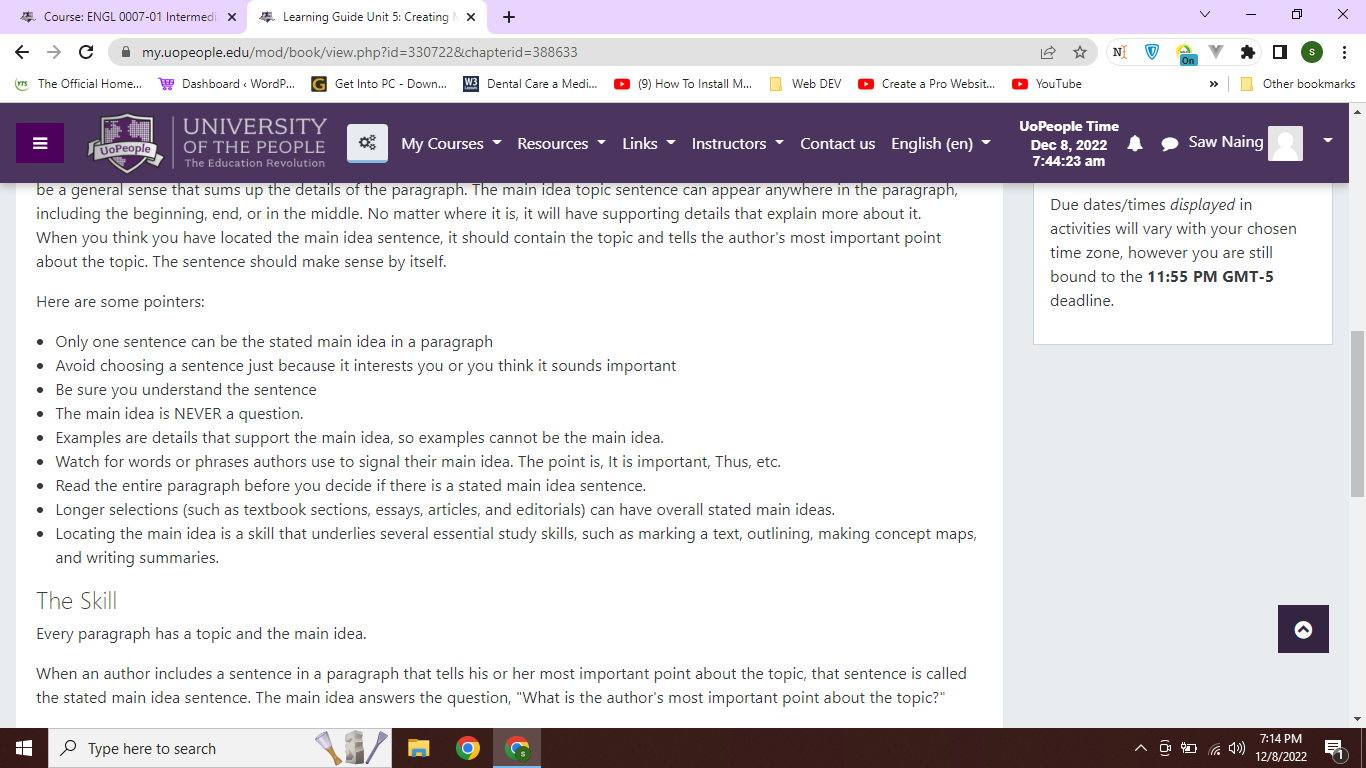 Course: ENGL 0007-01 Intermedi
Learning Guide Unit 5: Creating N
my.uopeople.edu/mod/book/view.php?id=330722&chapterid=388633
On
S
The Official Home...
Dashboard ‹ WordP...
Get Into PC - Down...
Dental Care a Medi...
(9) How To Install M...
Web DEV
Create a Pro Websit...
YouTube
»
Other bookmarks
UoPeople
UNIVERSITY
OF THE PEOPLE
The Education Revolution
My Courses
Resources
Links
Instructors
Contact us
English (en)
UoPeople Time
Dec 8, 2022
7:44:23 am
Saw Naing
be a general sense that sums up the details of the paragraph. The main idea topic sentence can appear anywhere in the paragraph,
including the beginning, end, or in the middle. No matter where it is, it will have supporting details that explain more about it.
When you think you have located the main idea sentence, it should contain the topic and tells the author's most important point
about the topic. The sentence should make sense by itself.
Here are some pointers:
• Only one sentence can be the stated main idea in a paragraph
• Avoid choosing a sentence just because it interests you or you think it sounds important
• Be sure you understand the sentence
• The main idea is NEVER a question.
• Examples are details that support the main idea, so examples cannot be the main idea.
• Watch for words or phrases authors use to signal their main idea. The point is, It is important, Thus, etc.
• Read the entire paragraph before you decide if there is a stated main idea sentence.
• Longer selections (such as textbook sections, essays, articles, and editorials) can have overall stated main ideas.
• Locating the main idea is a skill that underlies several essential study skills, such as marking a text, outlining, making concept maps,
and writing summaries.
The Skill
Every paragraph has a topic and the main idea.
When an author includes a sentence in a paragraph that tells his or her most important point about the topic, that sentence is called
the stated main idea sentence. The main idea answers the question, "What is the author's most important point about the topic?"
Due dates/times displayed in
activities will vary with your chosen
time zone, however you are still
bound to the 11:55 PM GMT-5
deadline.
Type here to search
7:14 PM
12/8/2022
1